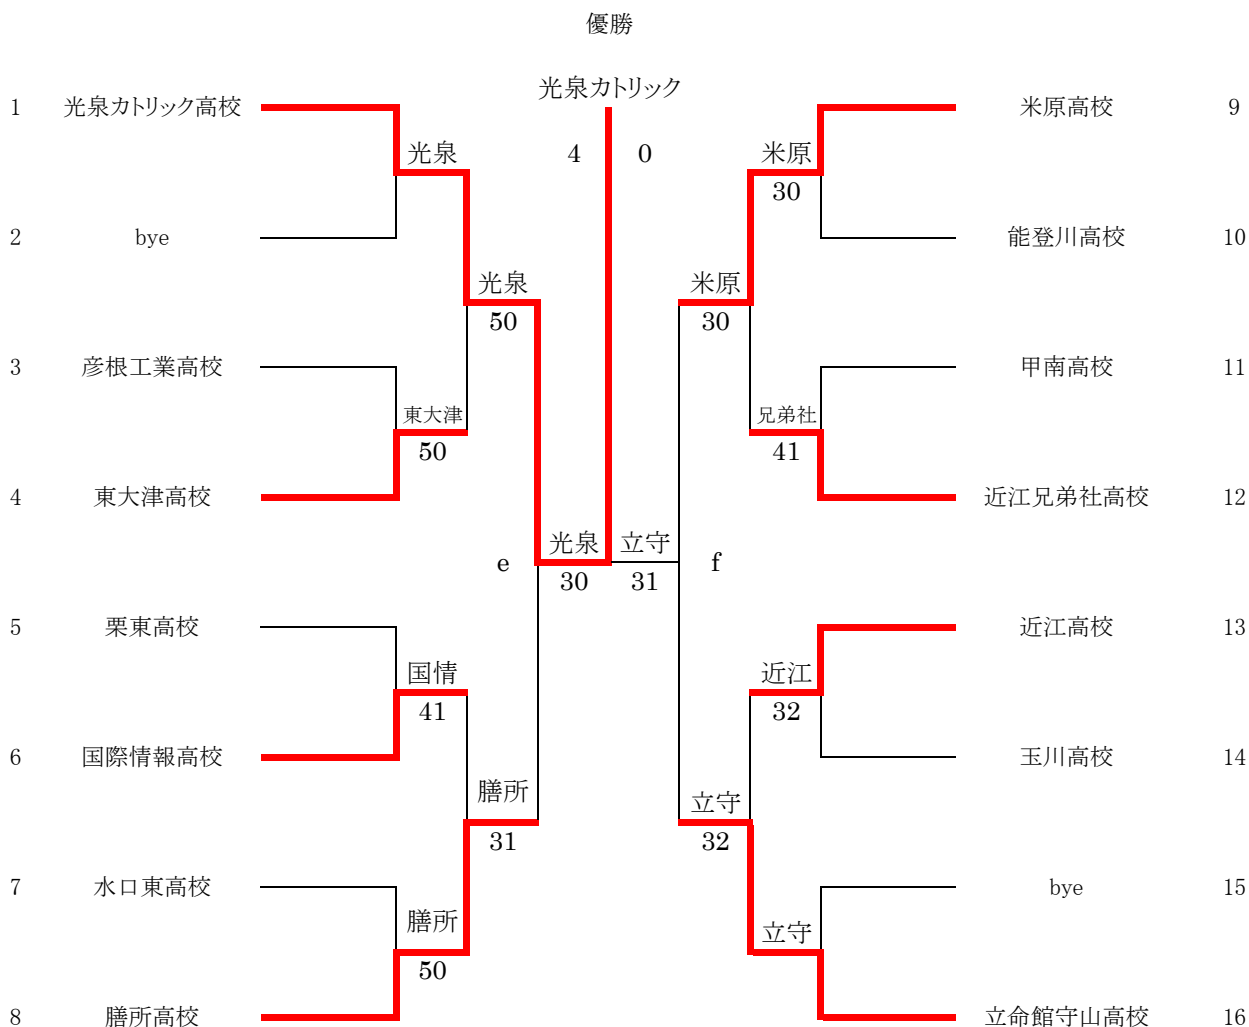 優勝
光泉カトリック
1 光泉カトリック高校 米原高校 9
光泉 4 0 米原
30
2 bye 能登川高校 10
光泉 米原
50 30
3 彦根工業高校 甲南高校 11
東大津 兄弟社
50 41
4 東大津高校 近江兄弟社高校 12
e 光泉 立守 f
30 31
5 栗東高校 近江高校 13
国情 近江
41 32
6 国際情報高校 玉川高校 14
膳所 立守
31 32
7 水口東高校 bye 15
膳所 立守
50
8 膳所高校 立命館守山高校 16